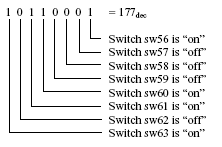 1 0 1 1 0 0 0 1 = 177dec
Switch sw56 is “on”
Switch sw57 is “off”
Switch sw58 is “off”
Switch sw59 is “off”
Switch sw60 is “on”
Switch sw61 is “on”
Switch sw62 is “off”
Switch sw63 is “on”